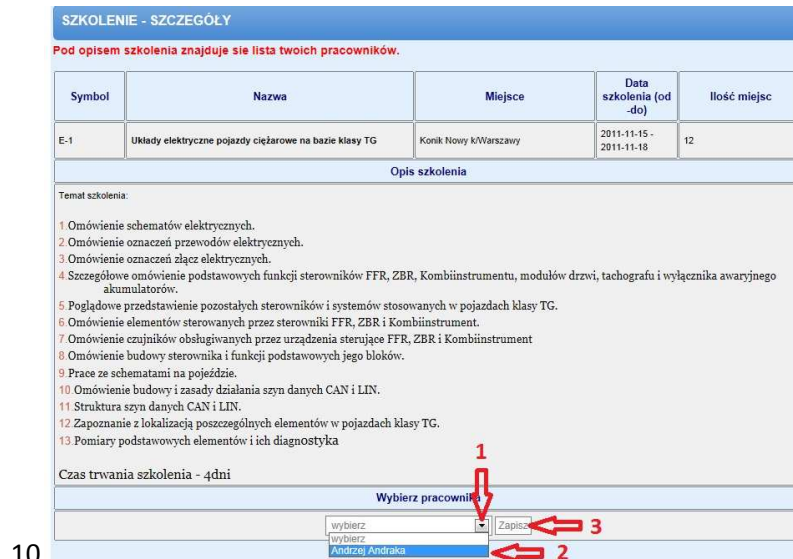 SZKOLENIE - SZCZEGÓŁY
Pod opisem szkolenia znajduje sie lista twoich pracowników.
Symbol Nazwa Miejsce Data szkolenia (od -do) Ilość miejsc
E-1 Układy elektryczne pojazdy ciężarowe na bazie klasy TG Konik Nowy k/Warszawy 2011-11-15 - 2011-11-18 12
Opis szkolenia
Temat szkolenia:
1.Omówienie schematów elektrycznych.
2.Omówienie oznaczeń przewodów elektrycznych.
3.Omówienie oznaczeń złącz elektrycznych.
4.Szczegółowe omówienie podstawowych funkcji sterowników FFR, ZBR, Kombiinstrumentu, modułów drzwi, tachografu i wyłącznika awaryjnego
akumulatorów.
5.Poglądowe przedstawienie pozostałych sterowników i systemów stosowanych w pojazdach klasy TG.
6.Omówienie elementów sterowanych przez sterowniki FFR, ZBR i Kombiinstrument.
7.Omówienie czujników obsługiwanych przez urządzenia sterujące FFR, ZBR i Kombiinstrument
8.Omówienie budowy sterownika i funkcji podstawowych jego bloków.
9.Prace ze schematami na pojeździe.
10.Omówienie budowy i zasady działania szyn danych CAN i LIN.
11.Struktura szyn danych CAN i LIN.
12.Zapoznanie z lokalizacją poszczególnych elementów w pojazdach klasy TG.
13.Pomiary podstawowych elementów i ich diagnostyka
1
Czas trwania szkolenia - 4dni
Wybierz pracownika
wybierz Zapisz 3
wybierz
10. Andrzej Andraka 2